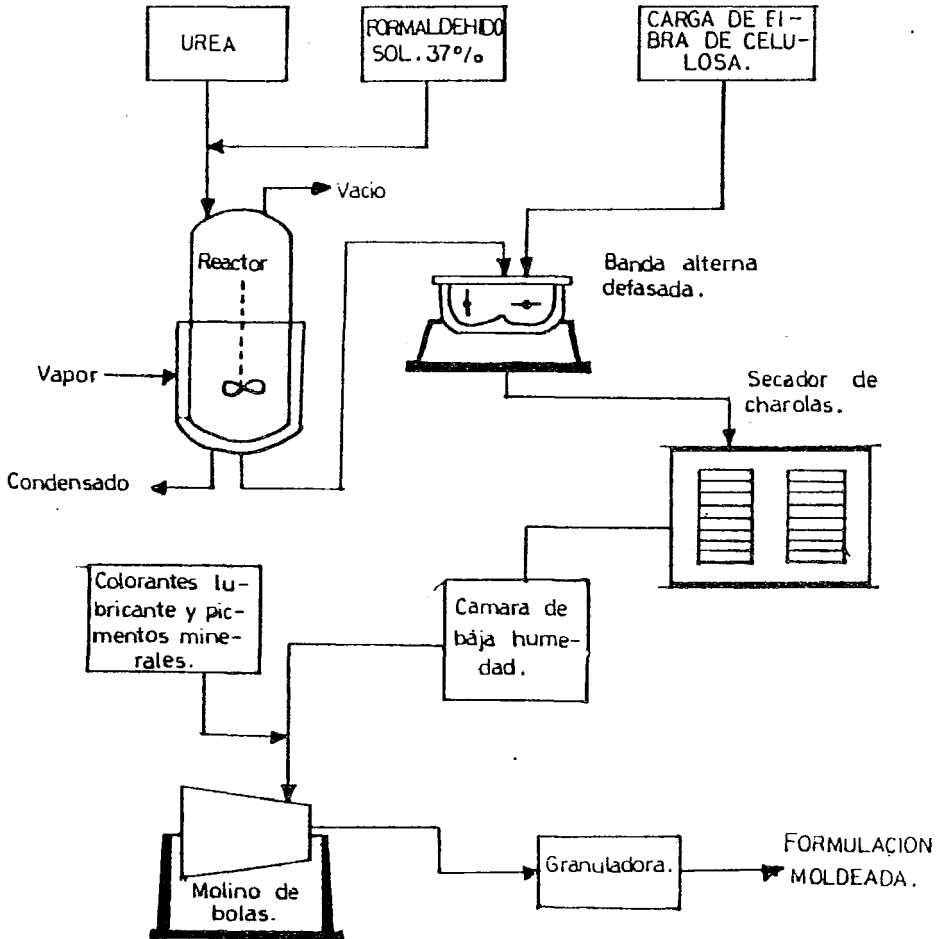 UREA
FORMALDEHIDO
SOL. 37%
CARGA DE FI-
BRA DE CELU-
LOSA.
Vacio
Reactor
Banda alterna
defasada.
Vapor
Secador de
charolas.
Condensado
Colorantes lu-
bricante y pic-
mentos mine-
rales.
Camara de
baja hume-
dad.
Molino de
bolas.
Granuladora.
FORMULACION
MOLDEADA.